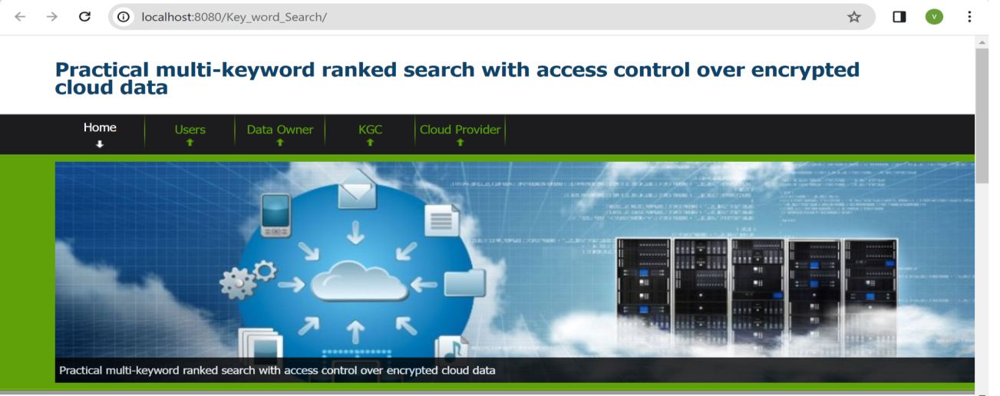 localhost:8080/Key_word_Search/
V
Practical multi-keyword ranked search with access control over encrypted
cloud data
Home
Users
Data Owner
KGC
Cloud Provider
Practical multi-keyword ranked search with access control over encrypted cloud data